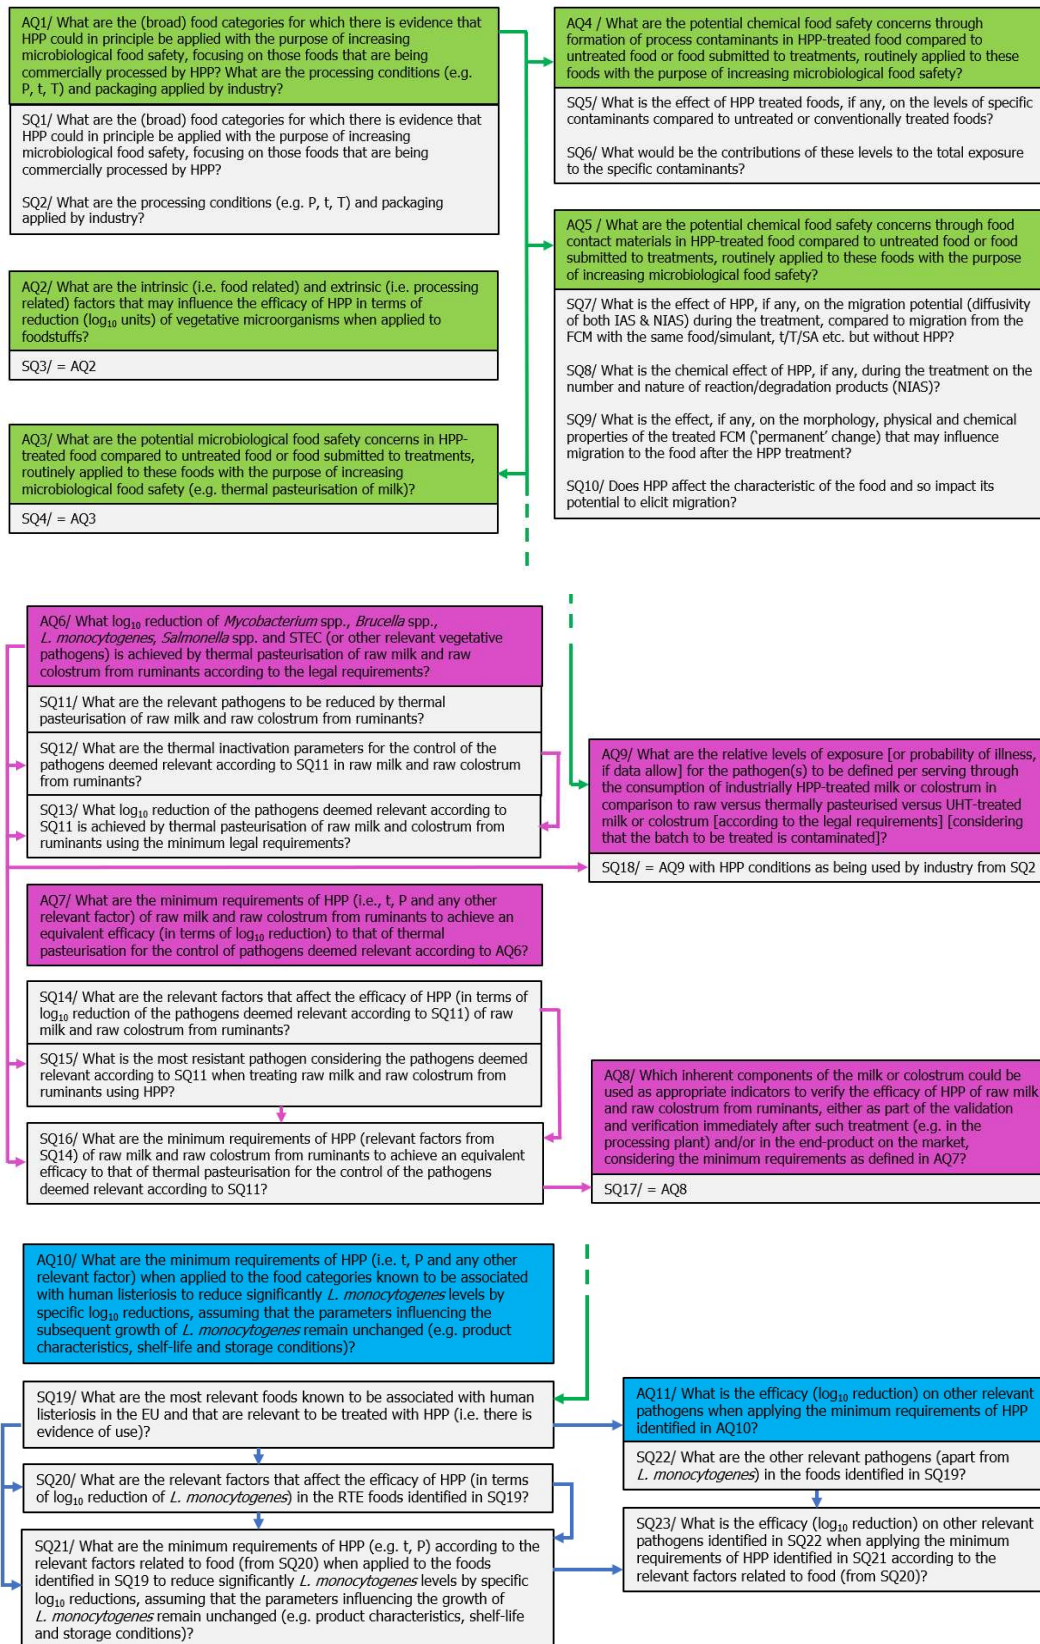 AQ1/ What are the (broad) food categories for which there is evidence that
HPP could in principle be applied with the purpose of increasing
microbiological food safety, focusing on those foods that are being
commercially processed by HPP? What are the processing conditions (e.g.
P, t, T) and packaging applied by industry?
SQ1/ What are the (broad) food categories for which there is evidence that
HPP could in principle be applied with the purpose of increasing
microbiological food safety, focusing on those foods that are being
commercially processed by HPP?
SQ2/ What are the processing conditions (e.g. P, t, T) and packaging
applied by industry?
AQ2/ What are the intrinsic (i.e. food related) and extrinsic (i.e. processing
related) factors that may influence the efficacy of HPP in terms of
reduction (log₁₀ units) of vegetative microorganisms when applied to
foodstuffs?
SQ3/ = AQ2
AQ3/ What are the potential microbiological food safety concerns in HPP-
treated food compared to untreated food or food submitted to treatments,
routinely applied to these foods with the purpose of increasing
microbiological food safety (e.g. thermal pasteurisation of milk)?
SQ4/ = AQ3
AQ4 / What are the potential chemical food safety concerns through
formation of process contaminants in HPP-treated food compared to
untreated food or food submitted to treatments, routinely applied to these
foods with the purpose of increasing microbiological food safety?
SQ5/ What is the effect of HPP treated foods, if any, on the levels of specific
contaminants compared to untreated or conventionally treated foods?
SQ6/ What would be the contributions of these levels to the total exposure
to the specific contaminants?
AQ5 / What are the potential chemical food safety concerns through
food contact materials in HPP-treated food compared to untreated food or food
submitted to treatments, routinely applied to these foods with the purpose
of increasing microbiological food safety?
SQ7/ What is the effect of HPP, if any, on the migration potential (diffusivity
of both IAS & NIAS) during the treatment, compared to migration from the
FCM with the same food/simulant, t/T/SA etc. but without HPP?
SQ8/ What is the chemical effect of HPP, if any, during the treatment on the
number and nature of reaction/degradation products (NIAS)?
SQ9/ What is the effect, if any, on the morphology, physical and chemical
properties of the treated FCM ('permanent' change) that may influence
migration to the food after the HPP treatment?
SQ10/ Does HPP affect the characteristic of the food and so impact its
potential to elicit migration?
AQ6/ What log₁₀ reduction of Mycobacterium spp., Brucella spp.,
L. monocytogenes, Salmonella spp. and STEC (or other relevant vegetative
pathogens) is achieved by thermal pasteurisation of raw milk and raw
colostrum from ruminants according to the legal requirements?
SQ11/ What are the relevant pathogens to be reduced by thermal
pasteurisation of raw milk and raw colostrum from ruminants?
SQ12/ What are the thermal inactivation parameters for the control of the
pathogens deemed relevant according to SQ11 in raw milk and raw colostrum
from ruminants?
SQ13/ What log₁₀ reduction of the pathogens deemed relevant according to
SQ11 is achieved by thermal pasteurisation of raw milk and colostrum from
ruminants using the minimum legal requirements?
AQ7/ What are the minimum requirements of HPP (i.e., t, P and any other
relevant factor) of raw milk and raw colostrum from ruminants to achieve an
equivalent efficacy (in terms of log₁₀ reduction) to that of thermal
pasteurisation for the control of pathogens deemed relevant according to AQ6?
SQ14/ What are the relevant factors that affect the efficacy of HPP (in terms of
log₁₀ reduction of the pathogens deemed relevant according to SQ11) of raw
milk and raw colostrum from ruminants?
SQ15/ What is the most resistant pathogen considering the pathogens deemed
relevant according to SQ11 when treating raw milk and raw colostrum from
ruminants using HPP?
SQ16/ What are the minimum requirements of HPP (relevant factors from
SQ14) of raw milk and raw colostrum from ruminants to achieve an equivalent
efficacy to that of thermal pasteurisation for the control of the pathogens
deemed relevant according to SQ11?
AQ9/ What are the relative levels of exposure [or probability of illness,
if data allow] for the pathogen(s) to be defined per serving through
the consumption of industrially HPP-treated milk or colostrum in
comparison to raw versus thermally pasteurised versus UHT-treated
milk or colostrum [according to the legal requirements] [considering
that the batch to be treated is contaminated]?
SQ18/ = AQ9 with HPP conditions as being used by industry from SQ2
AQ8/ Which inherent components of the milk or colostrum could be
used as appropriate indicators to verify the efficacy of HPP of raw milk
and raw colostrum from ruminants, either as part of the validation
and verification immediately after such treatment (e.g. in the
processing plant) and/or in the end-product on the market,
considering the minimum requirements as defined in AQ7?
SQ17/ = AQ8
AQ10/ What are the minimum requirements of HPP (i.e. t, P and any other
relevant factor) when applied to the food categories known to be associated
with human listeriosis to reduce significantly L. monocytogenes levels by
specific log₁₀ reductions, assuming that the parameters influencing the
subsequent growth of L. monocytogenes remain unchanged (e.g. product
characteristics, shelf-life and storage conditions)?
SQ19/ What are the most relevant foods known to be associated with human
listeriosis in the EU and that are relevant to be treated with HPP (i.e. there is
evidence of use)?
SQ20/ What are the relevant factors that affect the efficacy of HPP (in terms
of log₁₀ reduction of L. monocytogenes) in the RTE foods identified in SQ19?
SQ21/ What are the minimum requirements of HPP (e.g. t, P) according to the
relevant factors related to food (from SQ20) when applied to the foods
identified in SQ19 to reduce significantly L. monocytogenes levels by specific
log₁₀ reductions, assuming that the parameters influencing the growth of
L. monocytogenes remain unchanged (e.g. product characteristics, shelf-life
and storage conditions)?
AQ11/ What is the efficacy (log₁₀ reduction) on other relevant
pathogens when applying the minimum requirements of HPP
identified in AQ10?
SQ22/ What are the other relevant pathogens (apart from
L. monocytogenes) in the foods identified in SQ19?
SQ23/ What is the efficacy (log₁₀ reduction) on other relevant
pathogens identified in SQ22 when applying the minimum
requirements of HPP identified in SQ21 according to the
relevant factors related to food (from SQ20)?